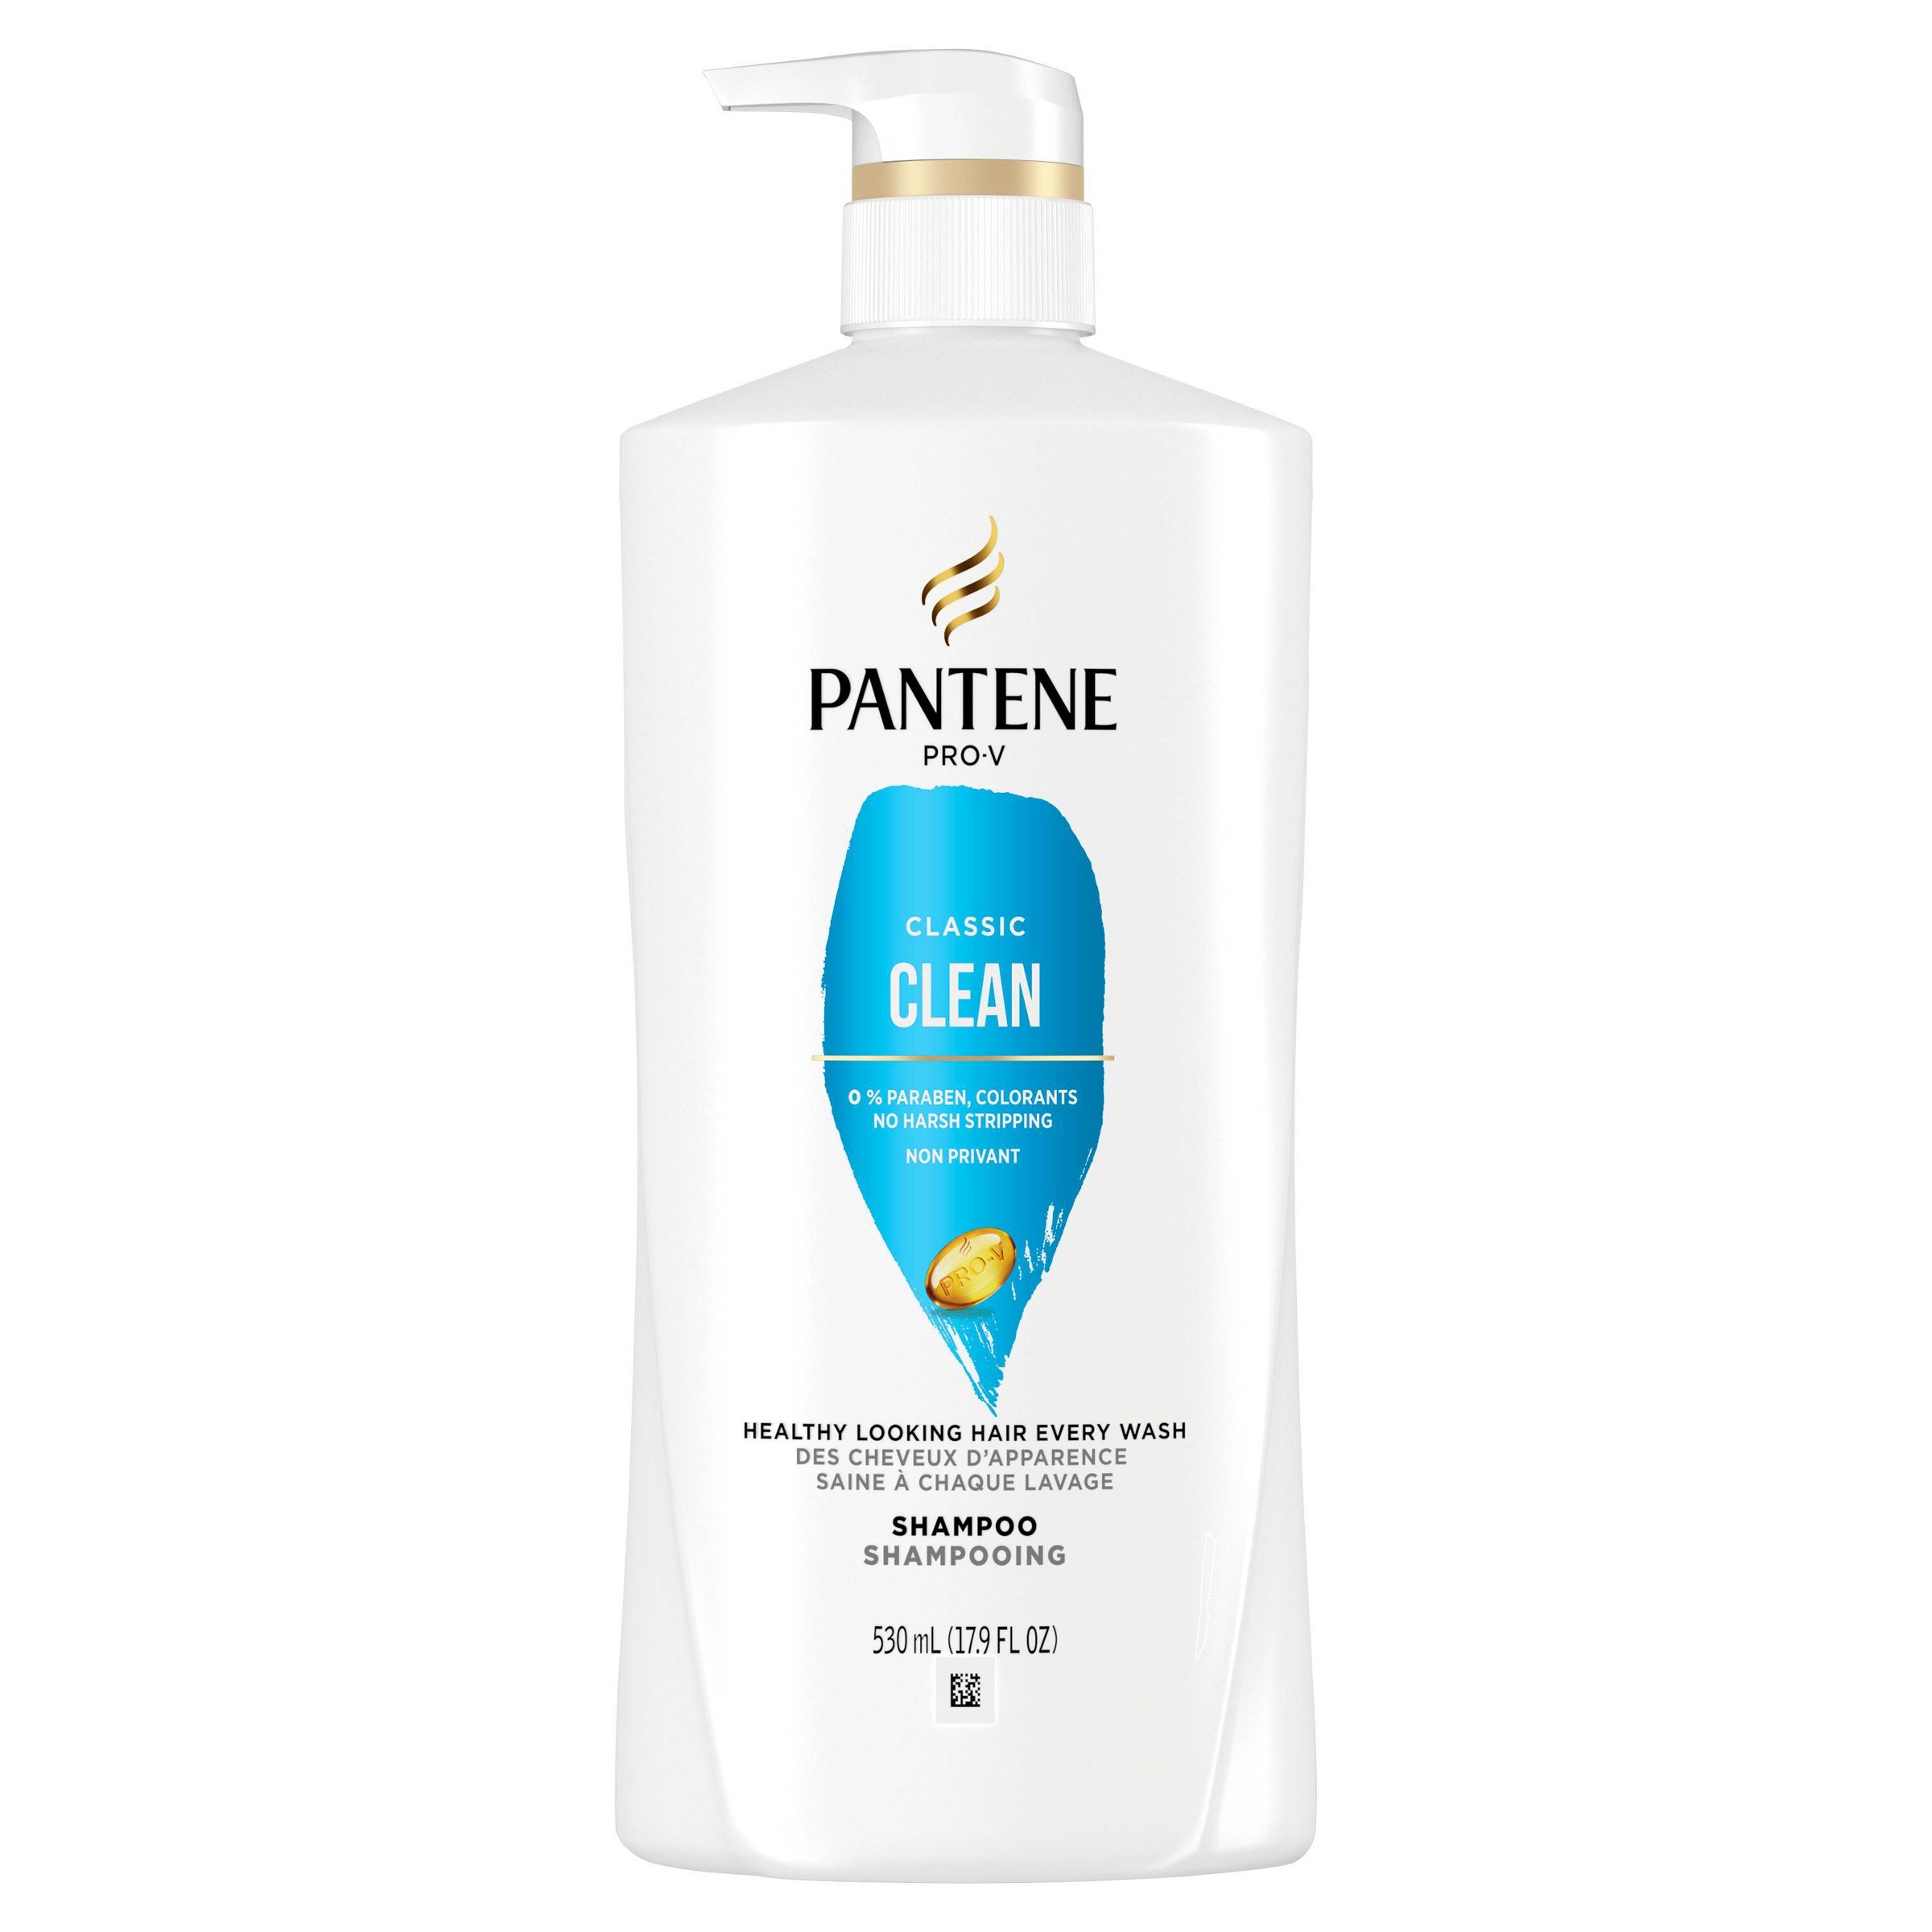 PANTENE
PRO-V
CLASSIC
CLEAN
0 % PARABEN, COLORANTS
NO HARSH STRIPPING
NON PRIVANT
PRO-V
HEALTHY LOOKING HAIR EVERY WASH
DES CHEVEUX D'APPARENCE
SAINE À CHAQUE LAVAGE
SHAMPOO
SHAMPOOING
530 mL (17.9 FL OZ)